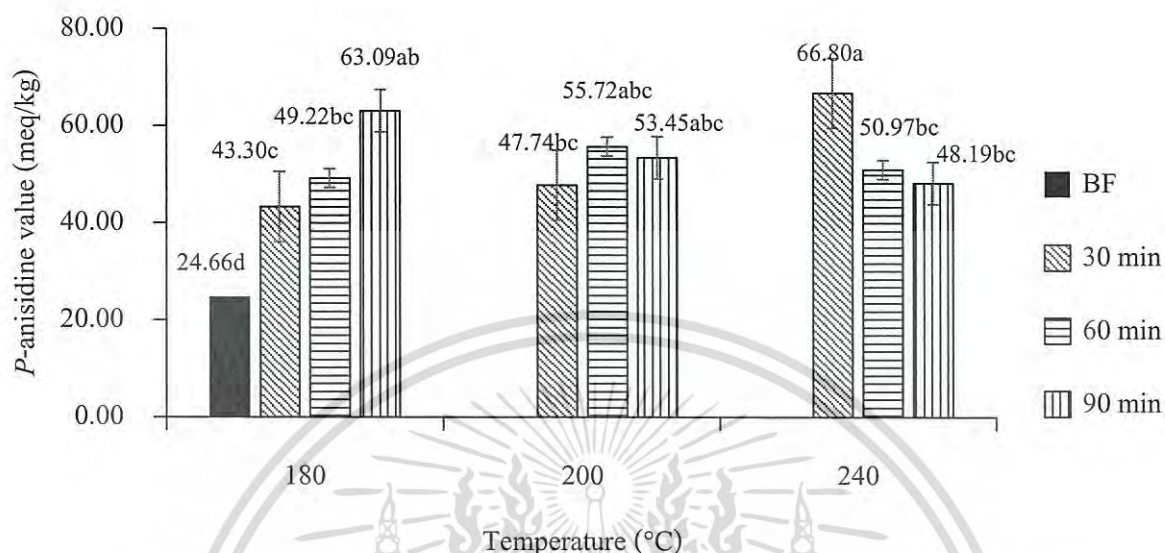 80.00
60.00
40.00
20.00
0.00
P-anisidine value (meq/kg)
24.66d
43.30c
49.22bc
63.09ab
47.74bc
55.72abc
53.45abc
66.80a
50.97bc
48.19bc
180
200
240
Temperature (°C)
BF
30 min
60 min
90 min